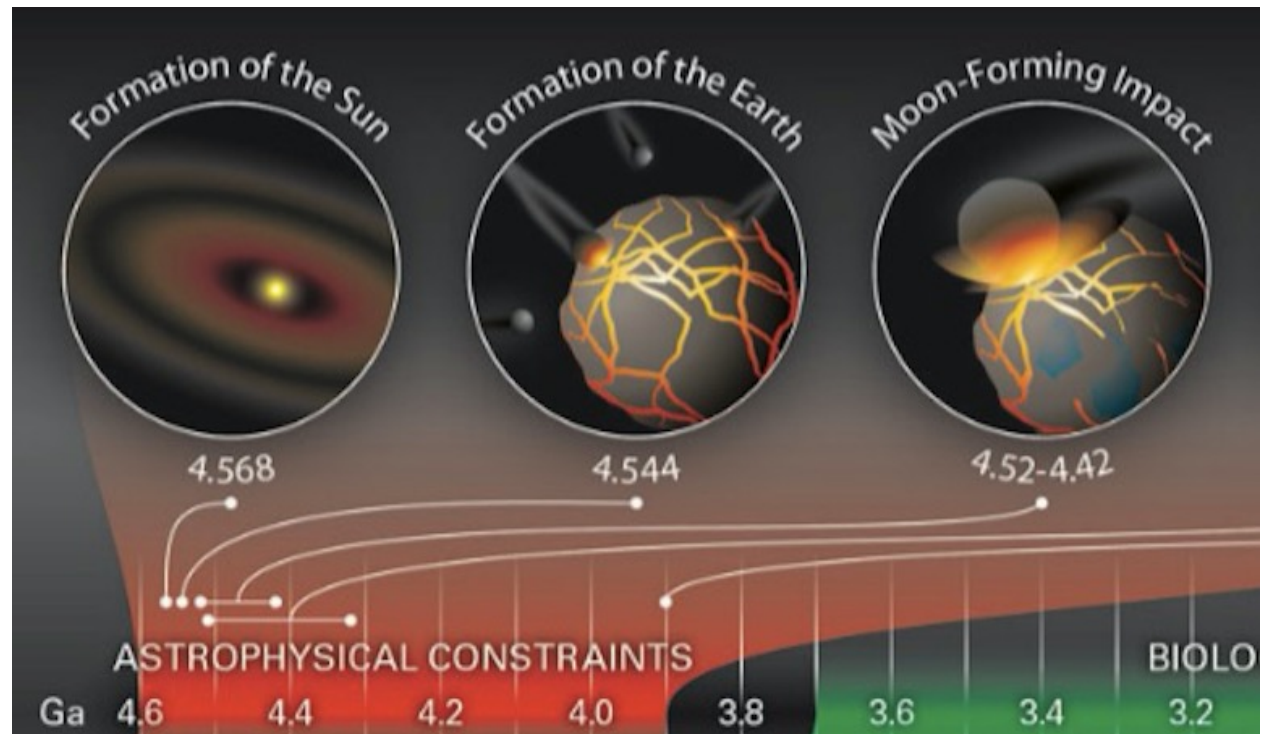 Formation of the Sun
Formation of the Earth
Moon-Forming Impact
4.568
4.544
4.52-4.42
ASTROPHYSICAL CONSTRAINTS
BIOLO
Ga 4.6 4.4 4.2 4.0 3.8 3.6 3.4 3.2